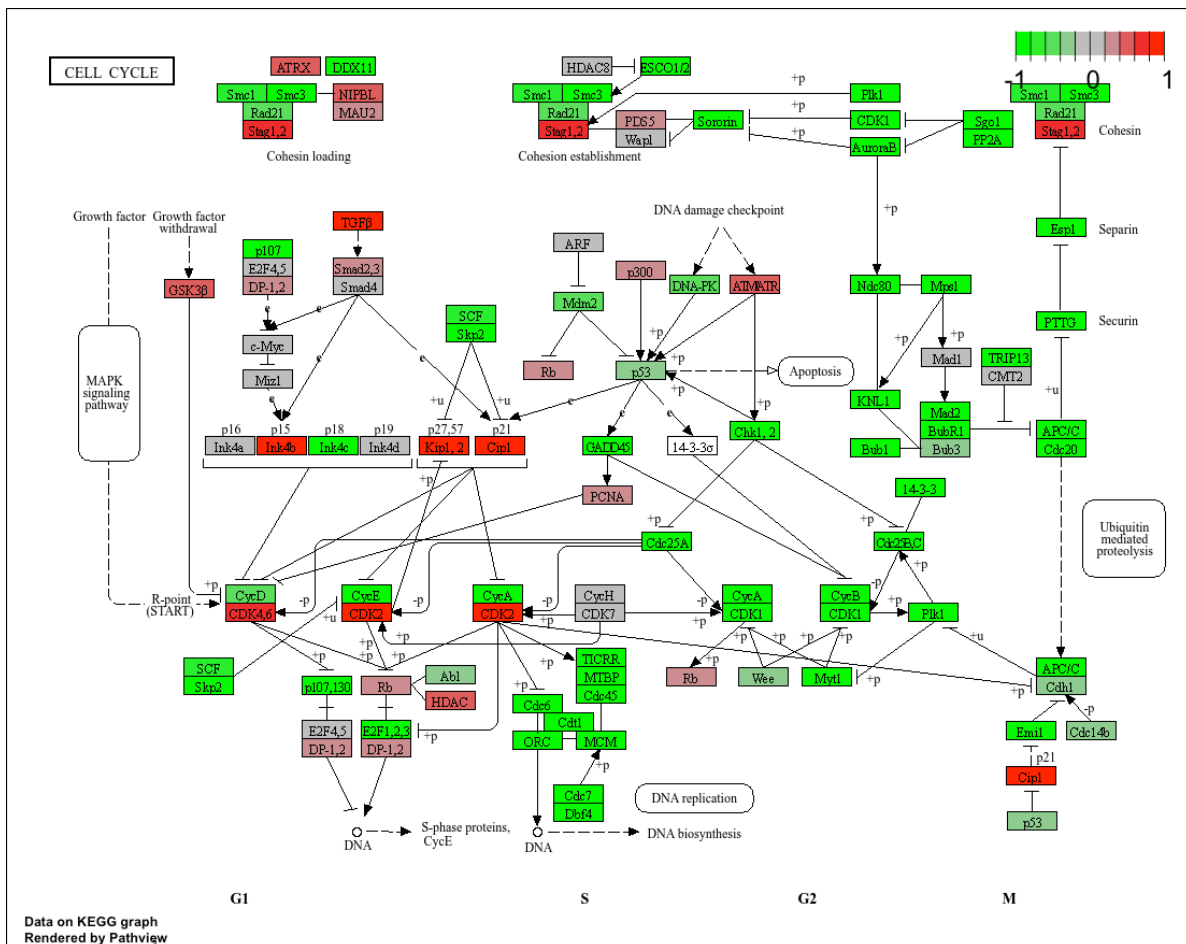 CELL CYCLE
-1 0 1
ATRX DDX11
Smc1 Smc3 NIPBL
Rad21 MAU2
Stag1,2
Cohesin loading
HDAC8 ESCO1/2
Smc1 Smc3
Rad21
Stag1,2
PDS5
Wapl
Sororin
Cohesion establishment
+p
Plk1
+p
CDK1
+p
AuroraB
Sgo1
PP2A
Smc1 Smc3
Rad21
Stag1,2
Cohesin
+p
Growth factor
Growth factor
withdrawal
TGFβ
DNA damage checkpoint
p107
E2F4,5
DP-1,2
GSK3β
Smad2,3
Smad4
ARF
p300
DNA-PK
ATMATR
Esp1
Separin
Ndc80
Mps1
Mdm2
SCF
Skp2
PTTG
Securin
e
e
e
c-Myc
Miz1
e
Rb
+p
+p
p53
Apoptosis
+p
+p
Mad1
TRIP13
CMT2
MAPK
signaling
pathway
+u
+u
e
e
+p
+p
KNL1
Mad2
BubR1
Bub3
Bub1
+u
APC/C
Cdc20
p16 p15 p18 p19 p27,57 p21
Ink4a Ink4b Ink4c Ink4d Kip1, 2 Cip1
GADD45
14-3-3σ
Chk1, 2
+p
PCNA
14-3-3
+p
+p
Cdc25A
Cdc25B,C
Ubiquitin
mediated
proteolysis
R-point
(START)
+p
CycD
CDK4,6
-p
CycE
CDK2
-p
CycA
CDK2
-p
+p
CycH
CDK7
-p
+p
CycA
CDK1
CycB
CDK1
-p
+p
+p
Plk1
+u
+u
SCF
Skp2
+p
+p
+p
p107,130
Rb
Abl
HDAC
+p
+p
TICRR
MTBP
Cdc45
+p
Rb
+p
+p
Wee
Myt1
+p
+p
APC/C
Cdh1
-p
E2F4,5
DP-1,2
E2F1,2,3
DP-1,2
+p
Cdc6
Cdt1
ORC
MCM
+p
Emi1
Cdc14b
p21
Cip1
Cdc7
Dbf4
DNA replication
p53
DNA
S-phase proteins,
CycE
DNA
DNA biosynthesis
G1 S G2 M
Data on KEGG graph
Rendered by Pathview